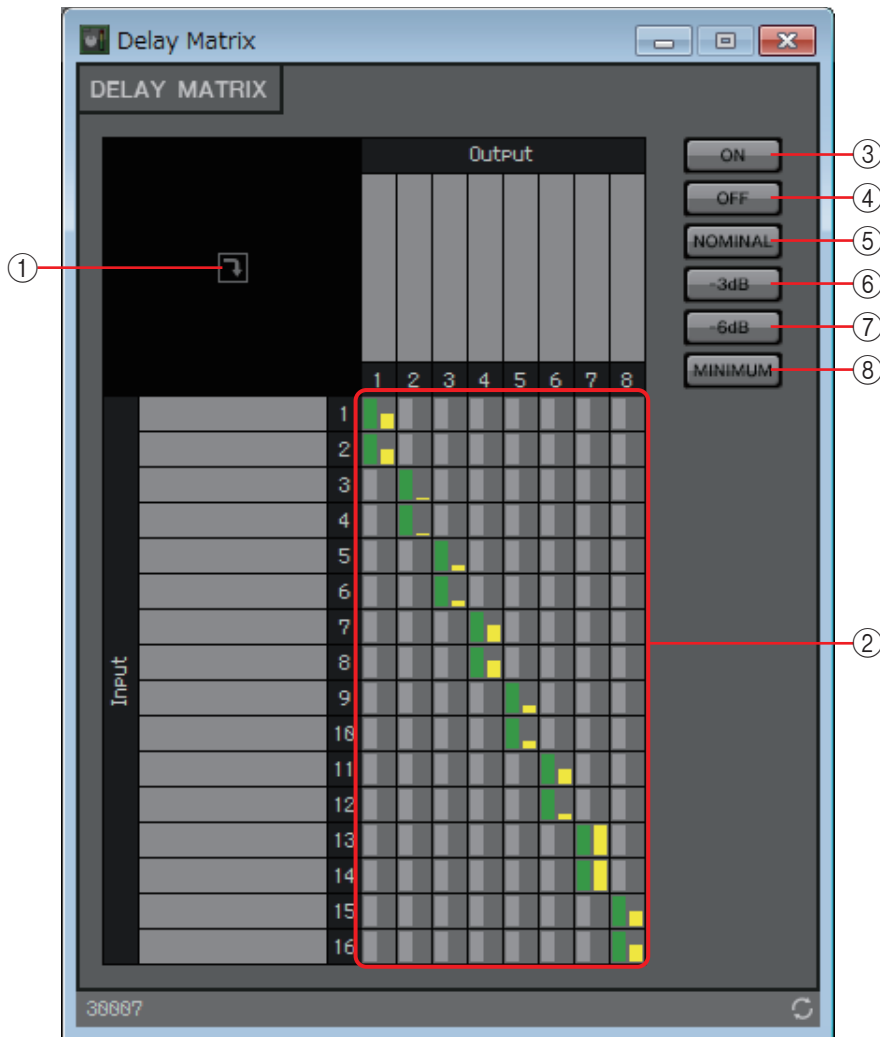 Delay Matrix
DELAY MATRIX
Output
1 2 3 4 5 6 7 8
Input
1
2
3
4
5
6
7
8
9
10
11
12
13
14
15
16
ON
OFF
NOMINAL
-3dB
-6dB
MINIMUM
①
②
③
④
⑤
⑥
⑦
⑧
30007